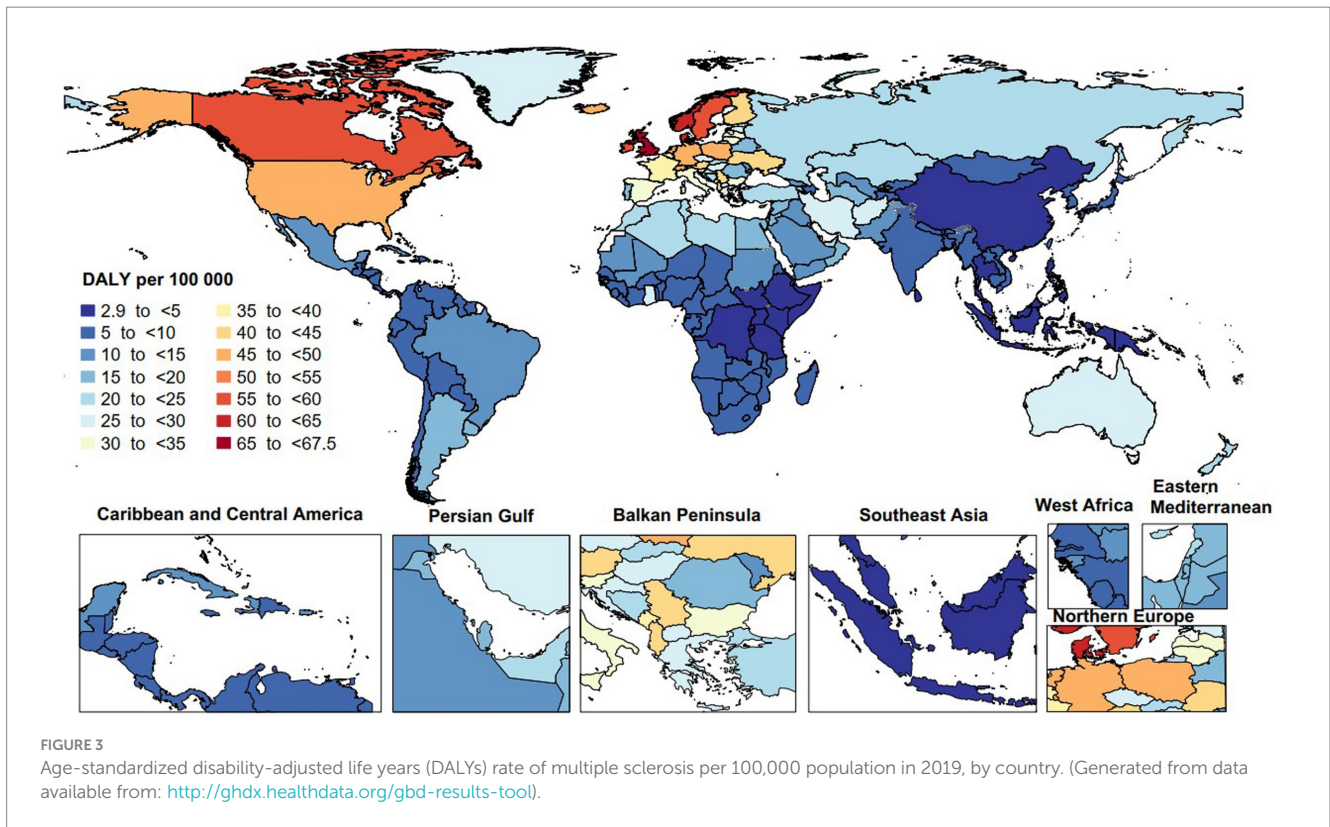 DALY per 100 000
2.9 to <5
5 to <10
10 to <15
15 to <20
20 to <25
25 to <30
30 to <35
35 to <40
40 to <45
45 to <50
50 to <55
55 to <60
60 to <65
65 to <67.5
Caribbean and Central America
Persian Gulf
Balkan Peninsula
Southeast Asia
West Africa
Eastern
Mediterranean
Northern Europe
FIGURE 3
Age-standardized disability-adjusted life years (DALYs) rate of multiple sclerosis per 100,000 population in 2019, by country. (Generated from data
available from: http://ghdx.healthdata.org/gbd-results-tool).